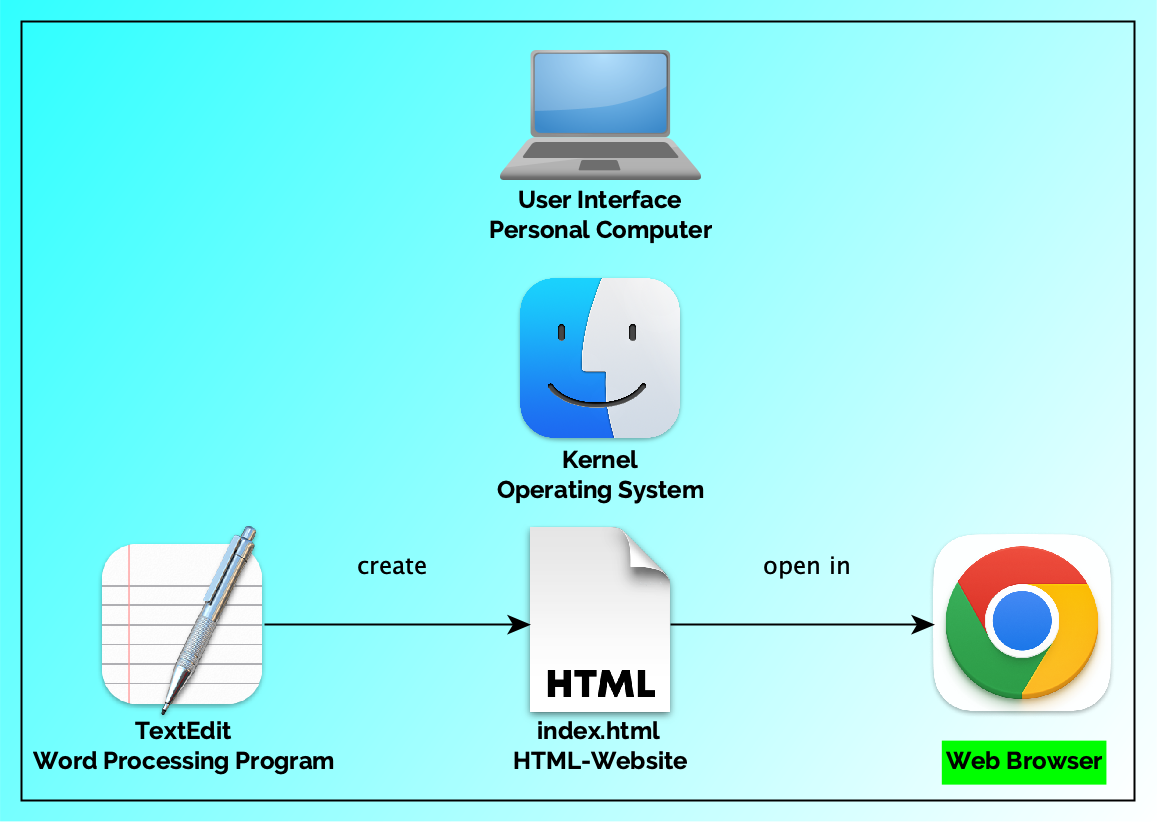 User Interface
Personal Computer
Kernel
Operating System
create
open in
HTML
TextEdit
Word Processing Program
index.html
HTML-Website
Web Browser